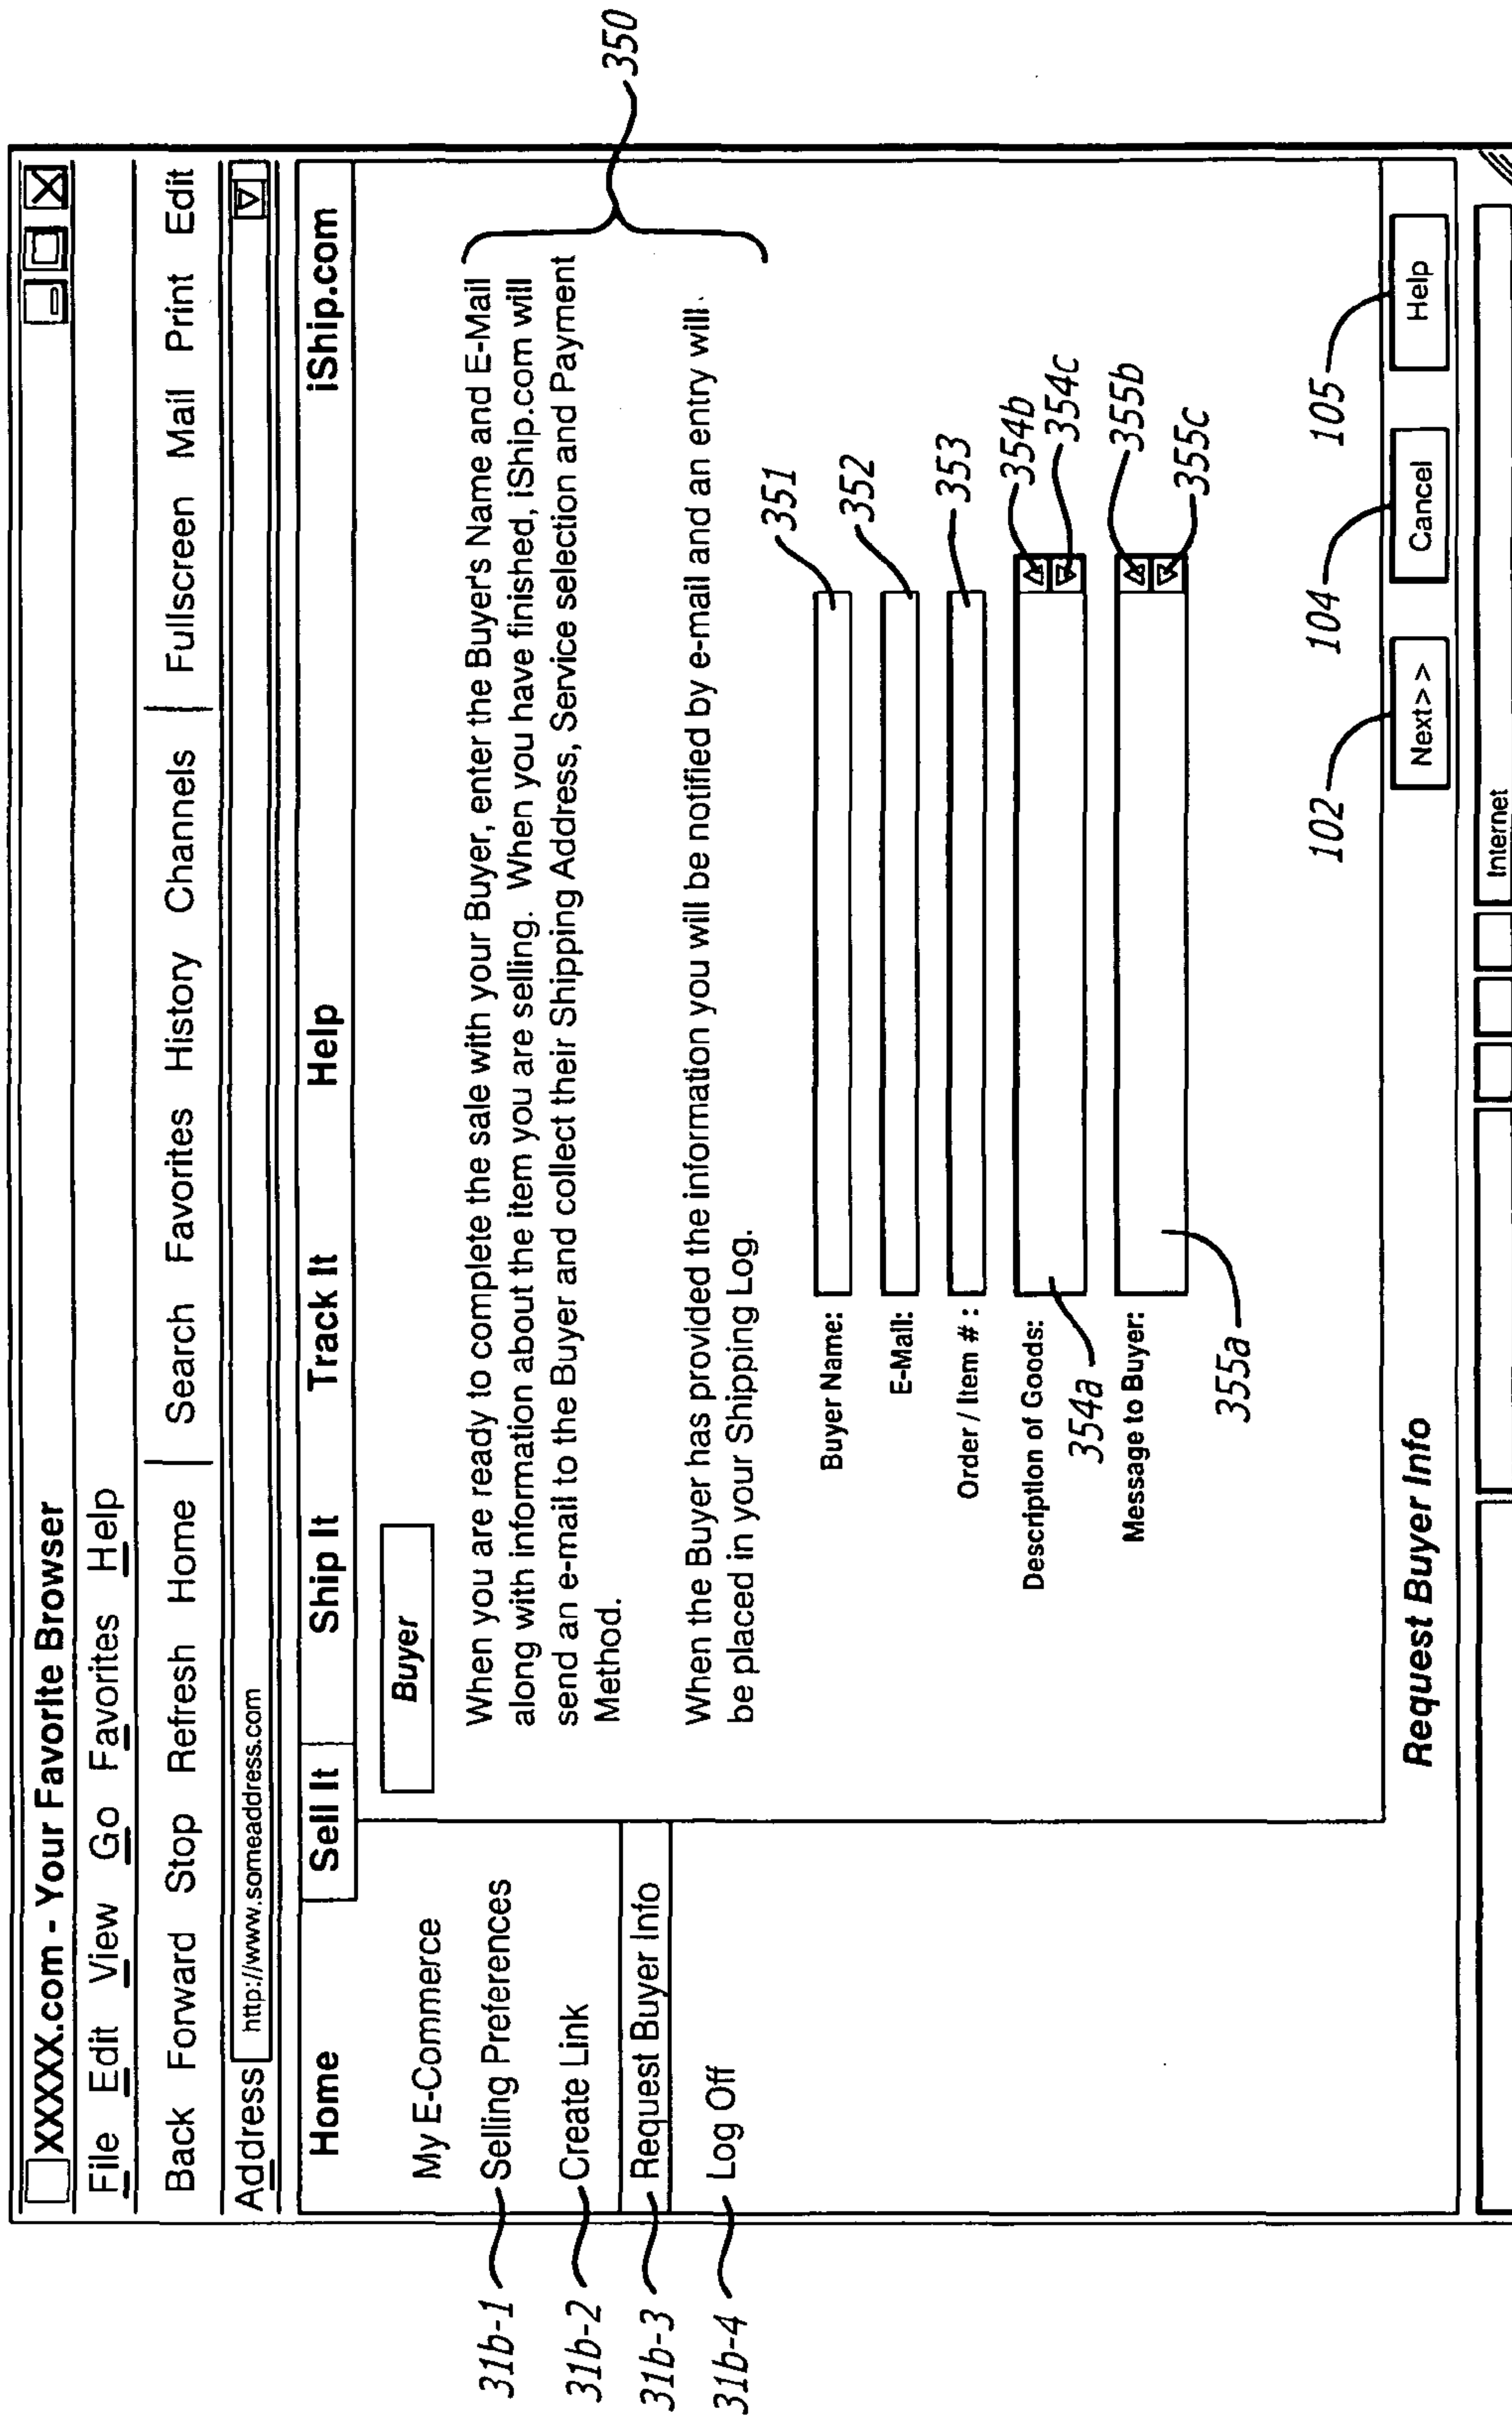 XXXXX.com - Your Favorite Browser
File Edit View Go Favorites Help
Back Forward Stop Refresh Home | Search Favorites History Channels | Fullscreen Mail Print Edit
Address http://www.someaddress.com
Home Sell It Ship It Track It Help iShip.com
My E-Commerce
Buyer
31b-1 Selling Preferences
31b-2 Create Link
31b-3 Request Buyer Info
31b-4 Log Off
When you are ready to complete the sale with your Buyer, enter the Buyer's Name and E-Mail
along with information about the item you are selling. When you have finished, iShip.com will
send an e-mail to the Buyer and collect their Shipping Address, Service selection and Payment
Method.
350
When the Buyer has provided the information you will be notified by e-mail and an entry will
be placed in your Shipping Log.
Buyer Name: 351
E-Mail: 352
Order / Item # : 353
Description of Goods: 354b
354a 354c
Message to Buyer: 355b
355a 355c
102 104 105
Request Buyer Info Next> > Cancel Help
Internet